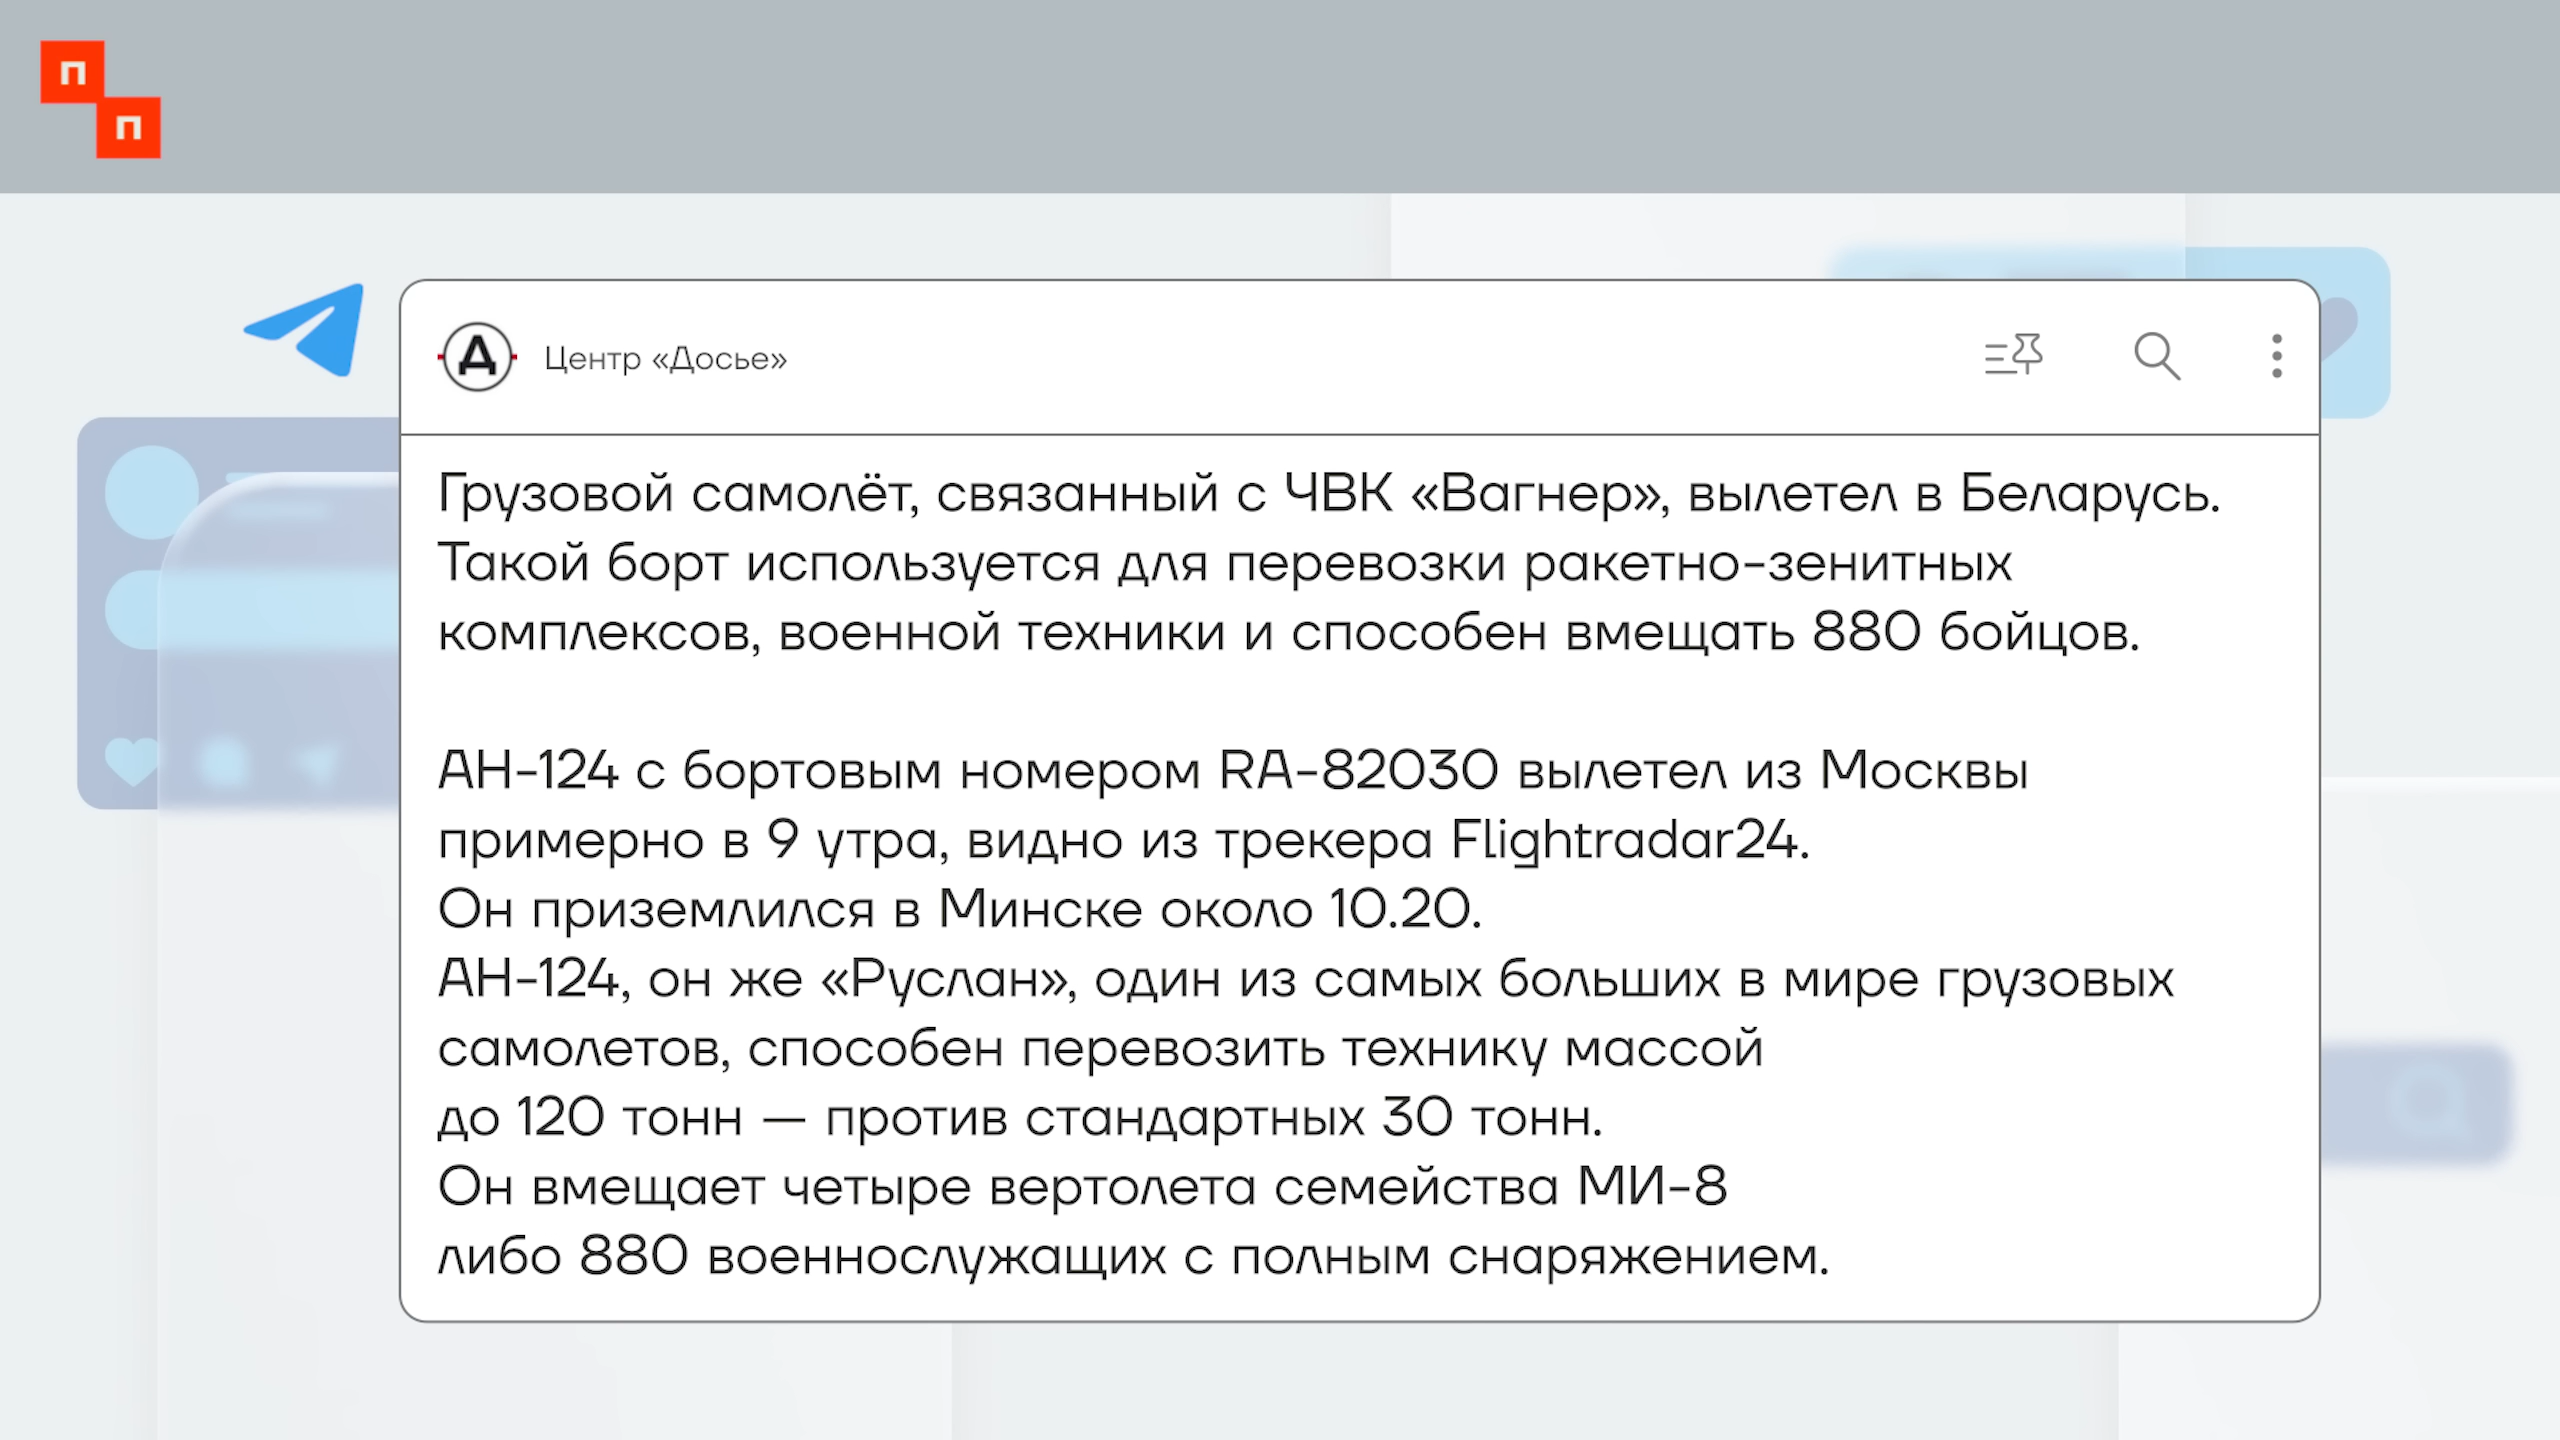 П
П
Центр «Досье»
Грузовой самолёт, связанный с ЧВК «Вагнер», вылетел в Беларусь.
Такой борт используется для перевозки ракетно-зенитных
комплексов, военной техники и способен вмещать 880 бойцов.
АН-124 с бортовым номером RA-82030 вылетел из Москвы
примерно в 9 утра, видно из трекера Flightradar24.
Он приземлился в Минске около 10.20.
АН-124, он же «Руслан», один из самых больших в мире грузовых
самолетов, способен перевозить технику массой
до 120 тонн — против стандартных 30 тонн.
Он вмещает четыре вертолета семейства МИ-8
либо 880 военнослужащих с полным снаряжением.